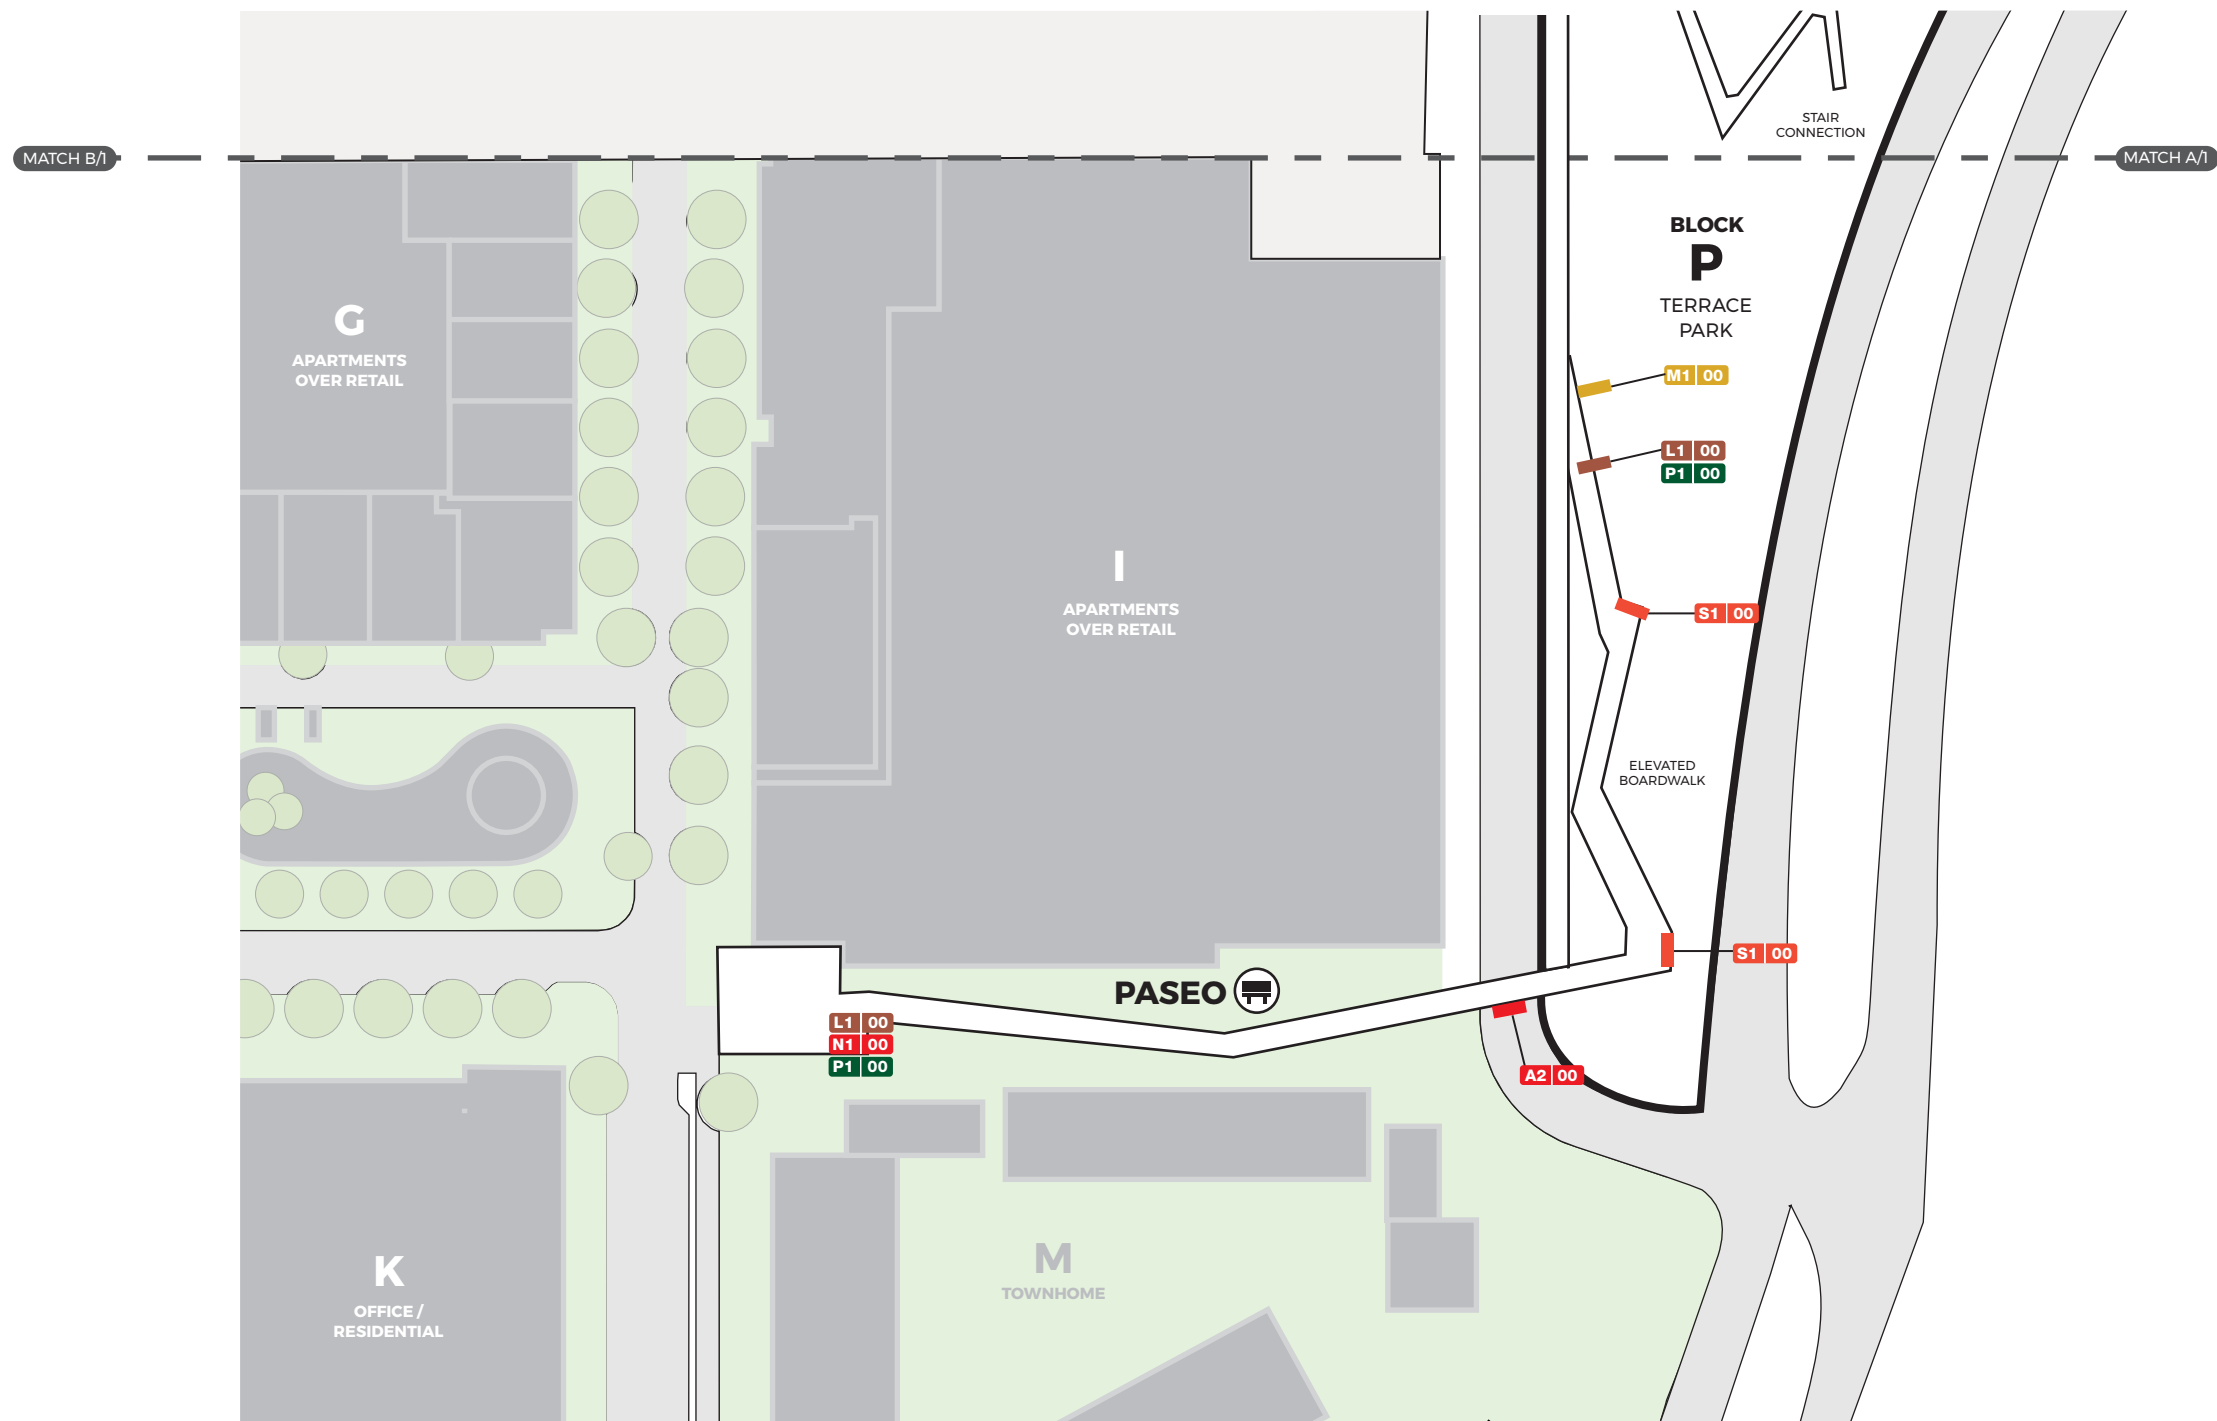 STAIR
CONNECTION
MATCH B/1
MATCH A/1
BLOCK
P
TERRACE
PARK
G
APARTMENTS
OVER RETAIL
M1 00
L1 00
P1 00
I
APARTMENTS
OVER RETAIL
S1 00
ELEVATED
BOARDWALK
S1 00
PASEO
L1 00
N1 00
P1 00
A2 00
K
OFFICE /
RESIDENTIAL
M
TOWNHOME